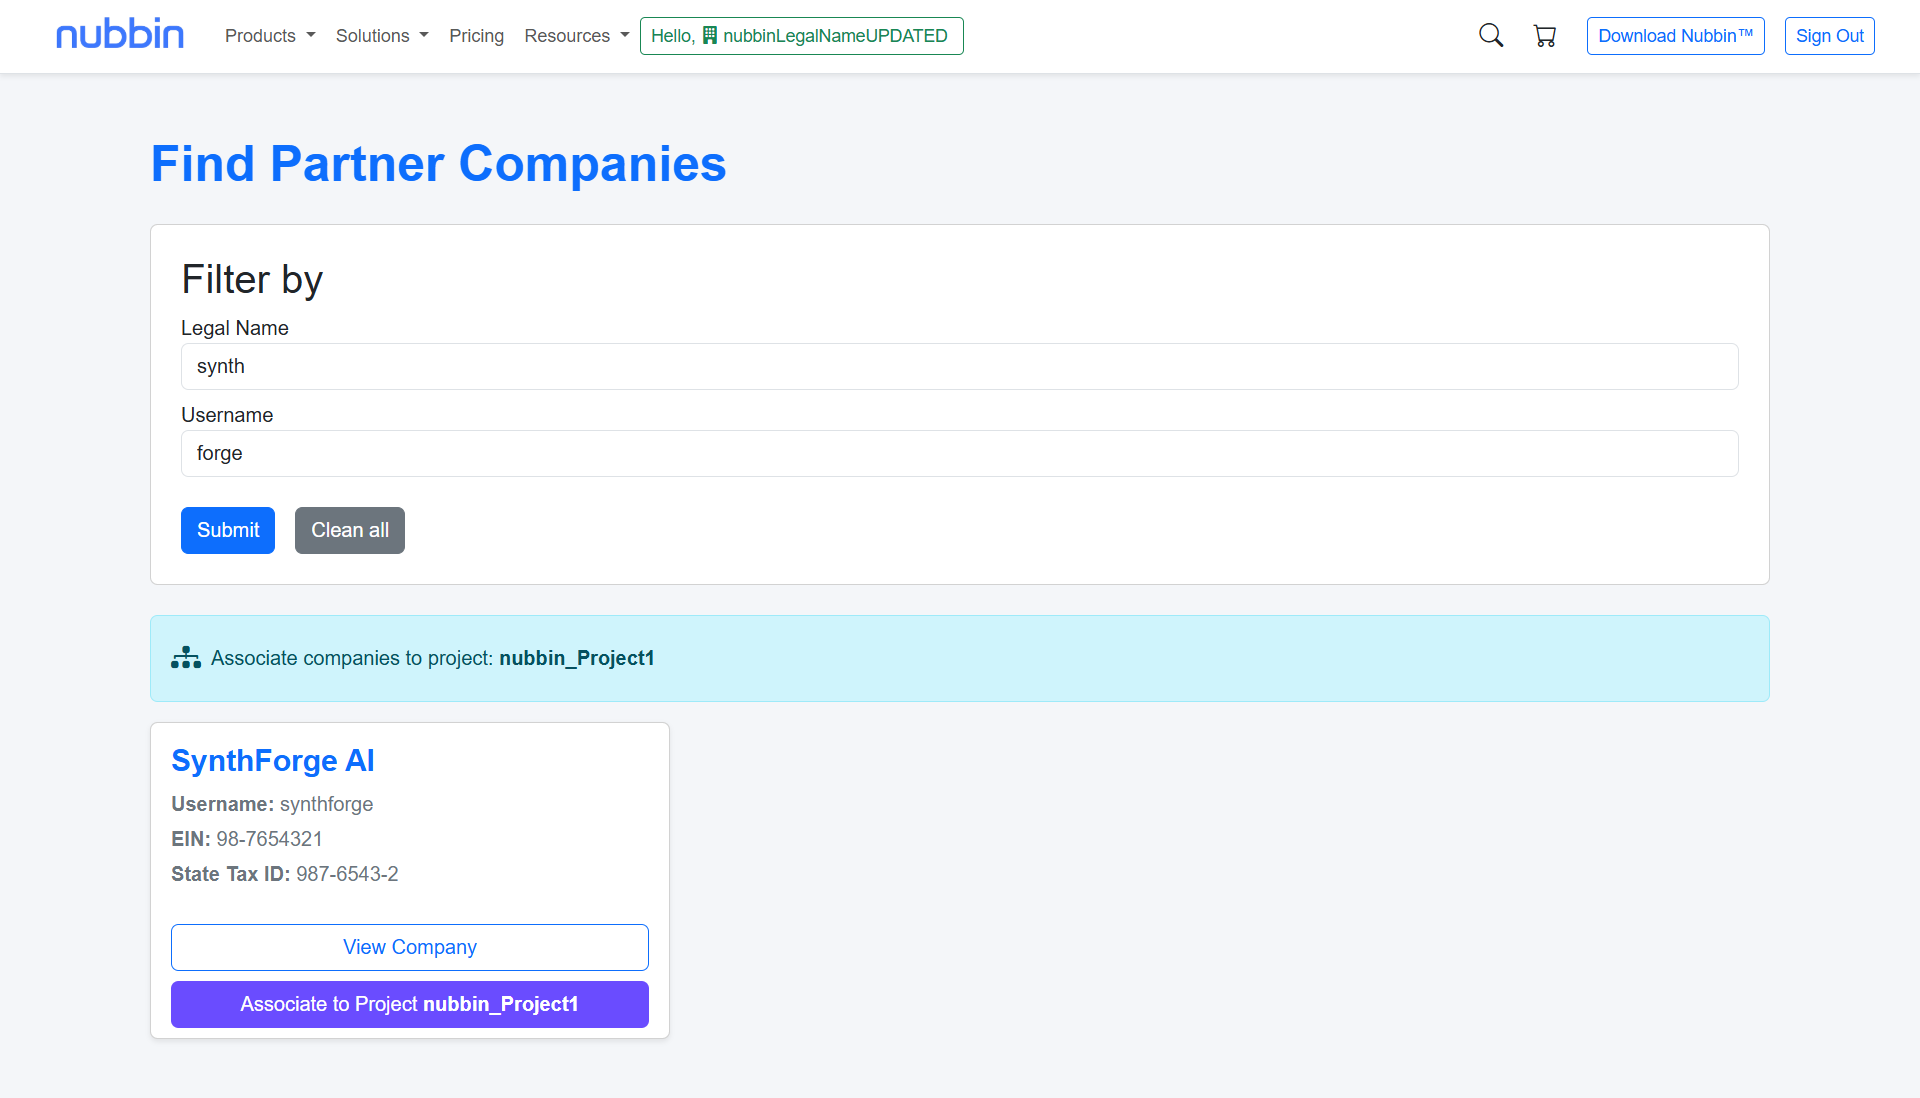 nubbin
Products
Solutions
Pricing
Resources
Hello, nubbinLegalNameUPDATED
Download Nubbin™
Sign Out
Find Partner Companies
Filter by
Legal Name
synth
Username
forge
Submit
Clean all
Associate companies to project: nubbin_Project1
SynthForge AI
Username: synthforge
EIN: 98-7654321
State Tax ID: 987-6543-2
View Company
Associate to Project nubbin_Project1